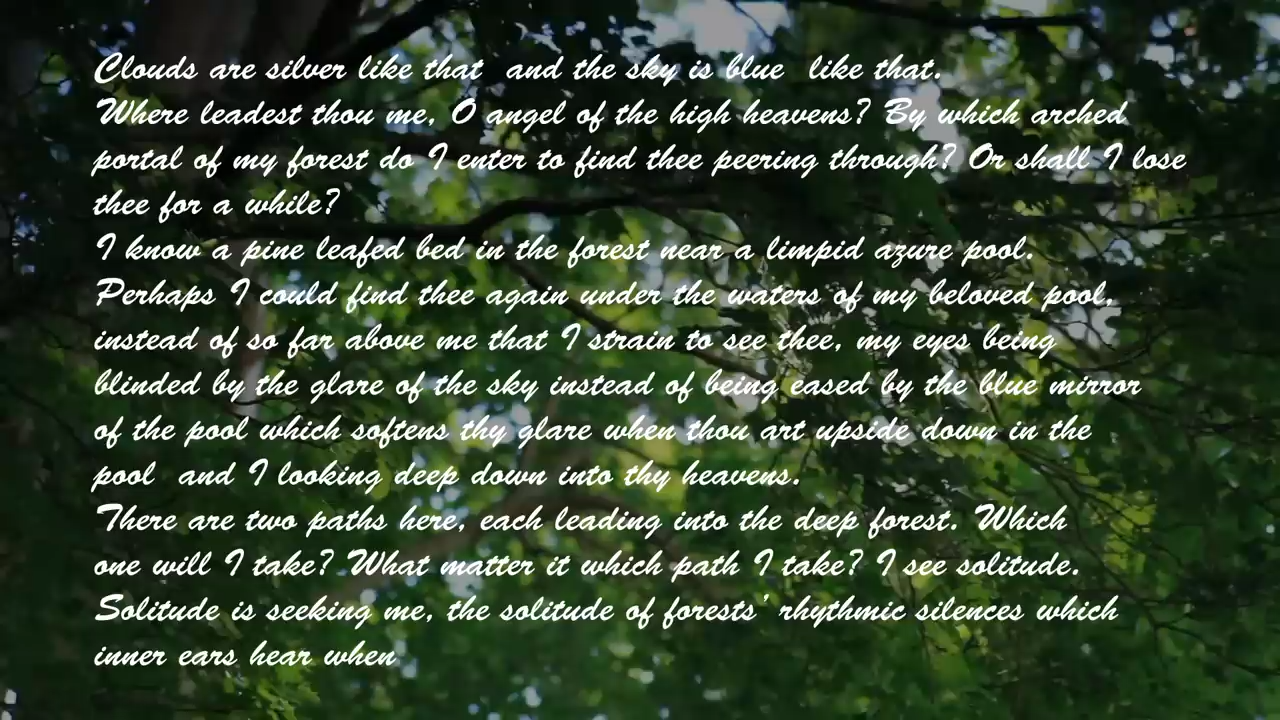 Clouds are silver like that  and the sky is blue  like that.
Where leadest thou me, O angel of the high heavens? By which arched
portal of my forest do I enter to find thee peering through? Or shall I lose
thee for a while?
I know a pine leafed bed in the forest near a limpid azure pool.
Perhaps I could find thee again under the waters of my beloved pool,
instead of so far above me that I strain to see thee, my eyes being
blinded by the glare of the sky instead of being eased by the blue mirror
of the pool which softens thy glare when thou art upside down in the
pool  and I looking deep down into thy heavens.
There are two paths here, each leading into the deep forest. Which
one will I take? What matter it which path I take? I see solitude.
Solitude is seeking me, the solitude of forests’ rhythmic silences which
inner ears hear when